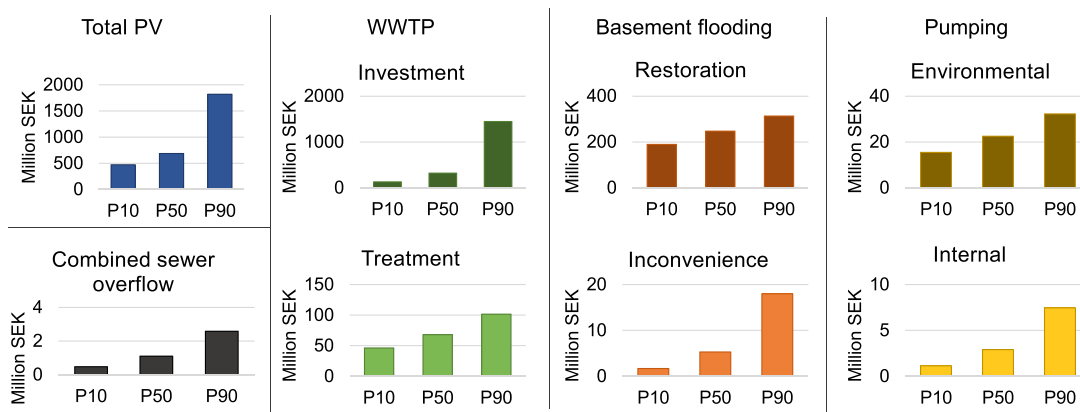 Total PV
Million SEK
2000
1500
1000
500
0
P10 P50 P90
Combined sewer
overflow
Million SEK
4
2
0
P10 P50 P90
WWTP
Investment
Million SEK
2000
1000
0
P10 P50 P90
Treatment
Million SEK
150
100
50
0
P10 P50 P90
Basement flooding
Restoration
Million SEK
400
200
0
P10 P50 P90
Inconvenience
Million SEK
20
10
0
P10 P50 P90
Pumping
Environmental
Million SEK
40
20
0
P10 P50 P90
Internal
Million SEK
10
5
0
P10 P50 P90